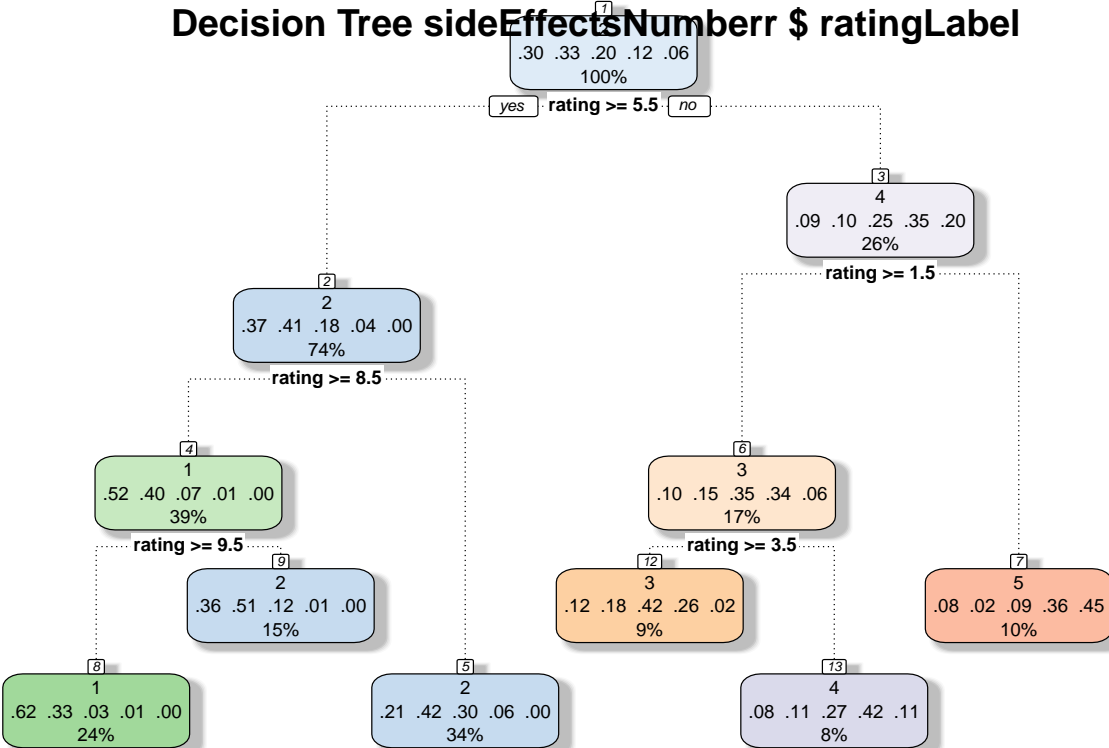 Decision Tree sideEffectsNumberr $ ratingLabel
1
2
.30 .33 .20 .12 .06
100%
yes rating >= 5.5 no
3
4
.09 .10 .25 .35 .20
26%
rating >= 1.5
2
2
.37 .41 .18 .04 .00
74%
rating >= 8.5
4
1
.52 .40 .07 .01 .00
39%
rating >= 9.5
6
3
.10 .15 .35 .34 .06
17%
rating >= 3.5
9
2
.36 .51 .12 .01 .00
15%
12
3
.12 .18 .42 .26 .02
9%
7
5
.08 .02 .09 .36 .45
10%
8
1
.62 .33 .03 .01 .00
24%
5
2
.21 .42 .30 .06 .00
34%
13
4
.08 .11 .27 .42 .11
8%